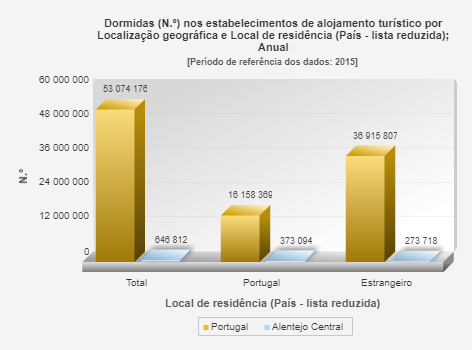 Dormidas (N.º) nos estabelecimentos de alojamento turístico por
Localização geográfica e Local de residência (País - lista reduzida);
Anual
[Período de referência dos dados: 2015]
N.º
60 000 000
48 000 000
36 000 000
24 000 000
12 000 000
0
53 074 176
646 812
16 158 369
373 094
36 915 807
273 718
Total
Portugal
Estrangeiro
Local de residência (País - lista reduzida)
Portugal
Alentejo Central